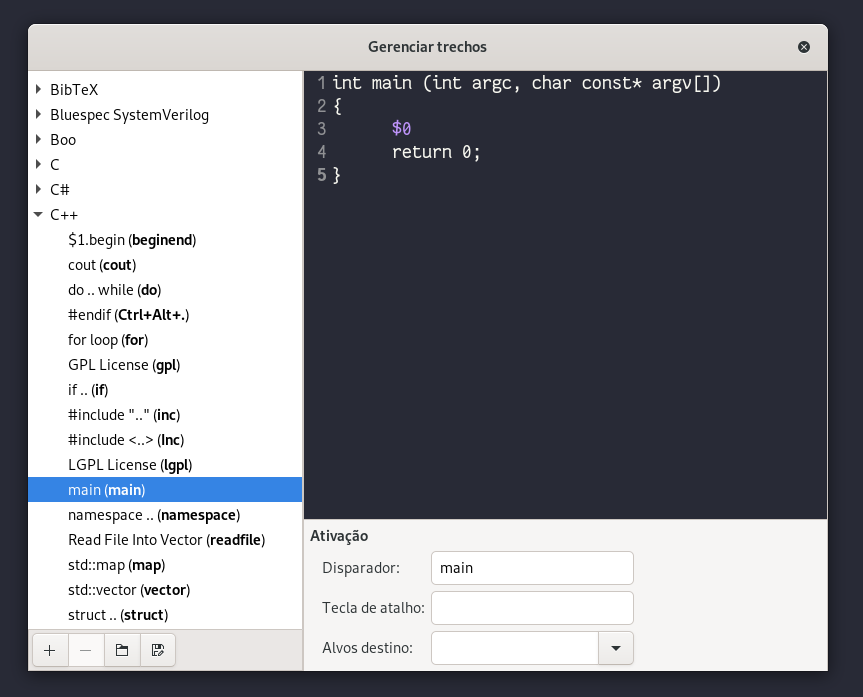 Gerenciar trechos
BibTeX
Bluespec SystemVerilog
Boo
C
C#
C++
$1.begin (beginend)
cout (cout)
do .. while (do)
#endif (Ctrl+Alt+.)
for loop (for)
GPL License (gpl)
if .. (if)
#include ".." (inc)
#include <..> (Inc)
LGPL License (lgpl)
main (main)
namespace .. (namespace)
Read File Into Vector (readfile)
std::map (map)
std::vector (vector)
struct .. (struct)
1 int main (int argc, char const* argv[])
2 {
3 $0
4 return 0;
5 }
Ativação
Disparador: main
Tecla de atalho:
Alvos destino: